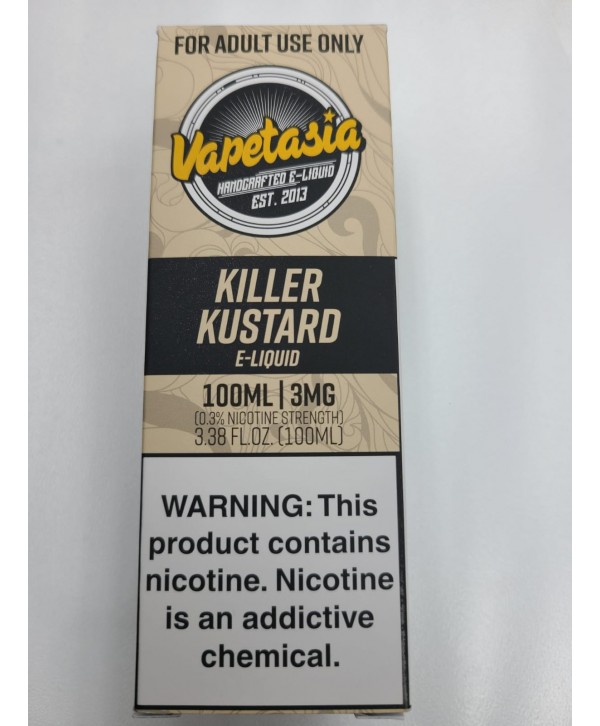 FOR ADULT USE ONLY
Vapetasia
HANDCRAFTED E-LIQUID
EST. 2013
KILLER
KUSTARD
E-LIQUID
100ML | 3MG
(0.3% NICOTINE STRENGTH)
3.38 FL.OZ. (100ML)
WARNING: This
product contains
nicotine. Nicotine
is an addictive
chemical.